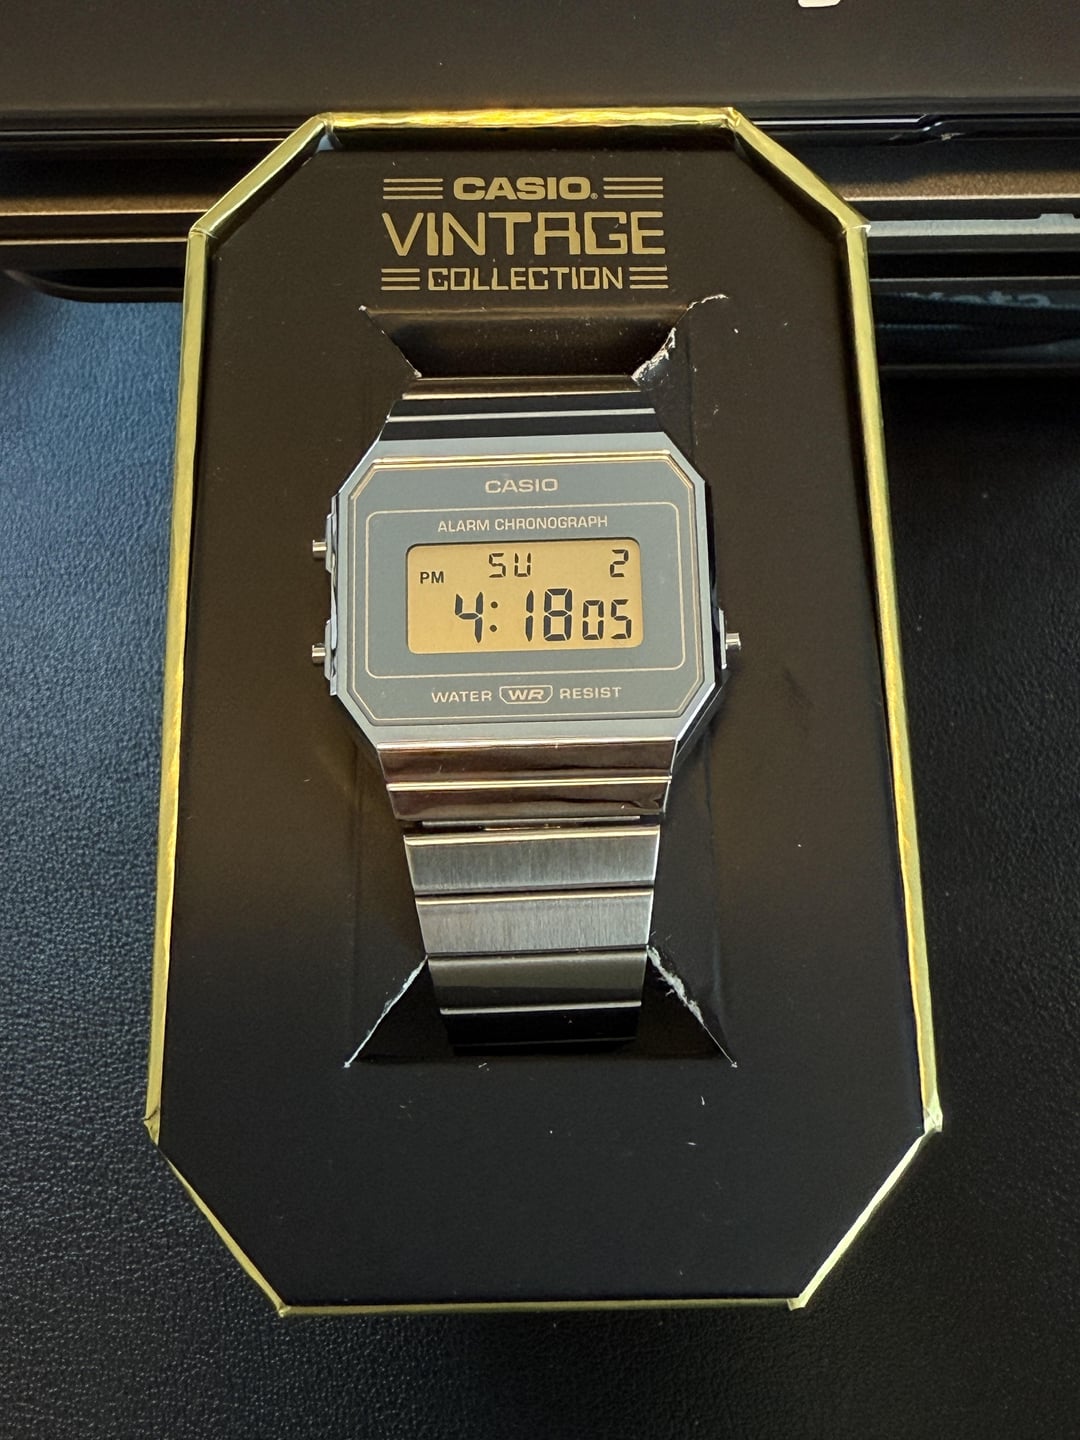 CASIO®
VINTAGE
COLLECTION
CASIO
ALARM CHRONOGRAPH
SU 2
PM
4:18 05
WATER WR RESIST